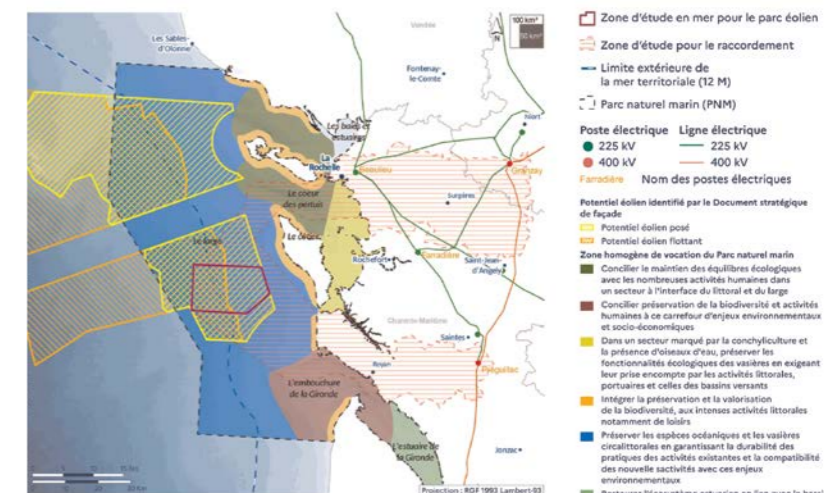 Les Sables-
d'Olonne
Vendée
100 km²
50 km²
N
Fontenay-
le-Comte
Niort
Les baies et
estuaires
La
Rochelle
Beaulieu
Granzay
Le coeur
des pertuis
Surgères
Le large
Le côtier
Rochefort
Farradière
Saint-Jean-
d'Angely
Charente-Maritime
Saintes
Royan
Préguillac
L'embouchure
de la Gironde
L'estuaire de
la Gironde
Jonzac
Projection : RGF 1993 Lambert-93
Zone d'étude en mer pour le parc éolien
Zone d'étude pour le raccordement
Limite extérieure de
la mer territoriale (12 M)
Parc naturel marin (PNM)
Poste électrique Ligne électrique
225 kV 225 kV
400 kV 400 kV
Farradière Nom des postes électriques
Potentiel éolien identifié par le Document stratégique
de façade
Potentiel éolien posé
Potentiel éolien flottant
Zone homogène de vocation du Parc naturel marin
Concilier le maintien des équilibres écologiques
avec les nombreuses activités humaines dans
un secteur à l'interface du littoral et du large
Concilier préservation de la biodiversité et activités
humaines à ce carrefour d'enjeux environnementaux
et socio-économiques
Dans un secteur marqué par la conchyliculture et
la présence d'oiseaux d'eau, préserver les
fonctionnalités écologiques des vasières en exigeant
leur prise encompte par les activités littorales,
portuaires et celles des bassins versants
Intégrer la préservation et la valorisation
de la biodiversité, aux intenses activités littorales
notamment de loisirs
Préserver les espèces océaniques et les vasières
circalittorales en garantissant la durabilité des
pratiques des activités existantes et la compatibilité
des nouvelle sactivités avec ces enjeux
environnementaux